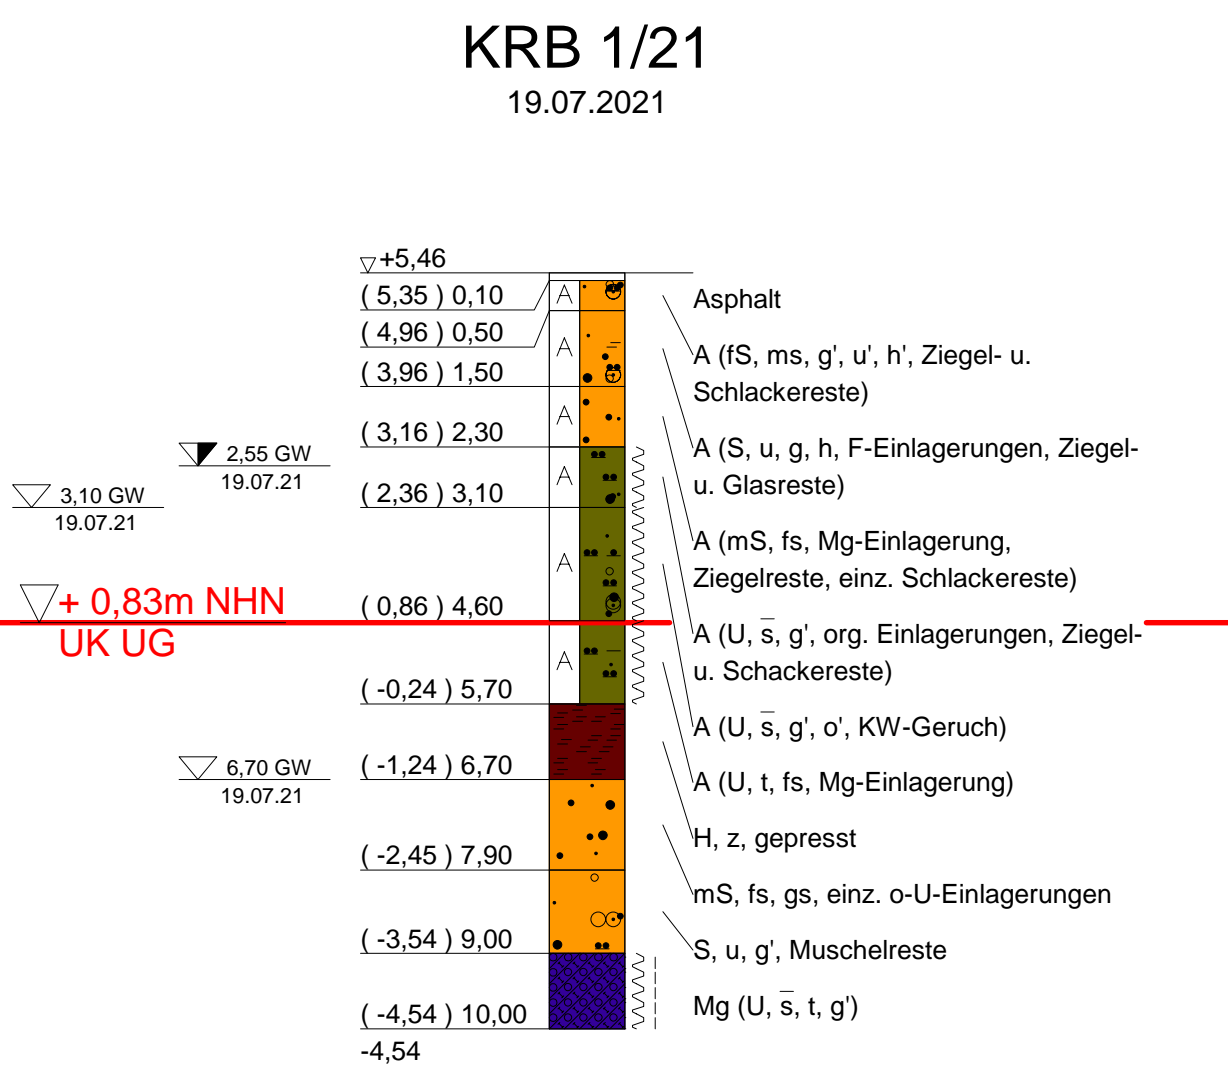 KRB 1/21
19.07.2021
+5,46
( 5,35 ) 0,10
( 4,96 ) 0,50
( 3,96 ) 1,50
( 3,16 ) 2,30
( 2,36 ) 3,10
( 0,86 ) 4,60
( -0,24 ) 5,70
( -1,24 ) 6,70
( -2,45 ) 7,90
( -3,54 ) 9,00
( -4,54 ) 10,00
-4,54
2,55 GW
19.07.21
3,10 GW
19.07.21
+ 0,83m NHN
UK UG
6,70 GW
19.07.21
A
A
A
A
A
A
Asphalt
A (fS, ms, g', u', h', Ziegel- u.
Schlackereste)
A (S, u, g, h, F-Einlagerungen, Ziegel-
u. Glasreste)
A (mS, fs, Mg-Einlagerung,
Ziegelreste, einz. Schlackereste)
A (U, s̅, g', org. Einlagerungen, Ziegel-
u. Schackereste)
A (U, s̅, g', o', KW-Geruch)
A (U, t, fs, Mg-Einlagerung)
H, z, gepresst
mS, fs, gs, einz. o-U-Einlagerungen
S, u, g', Muschelreste
Mg (U, s̅, t, g')